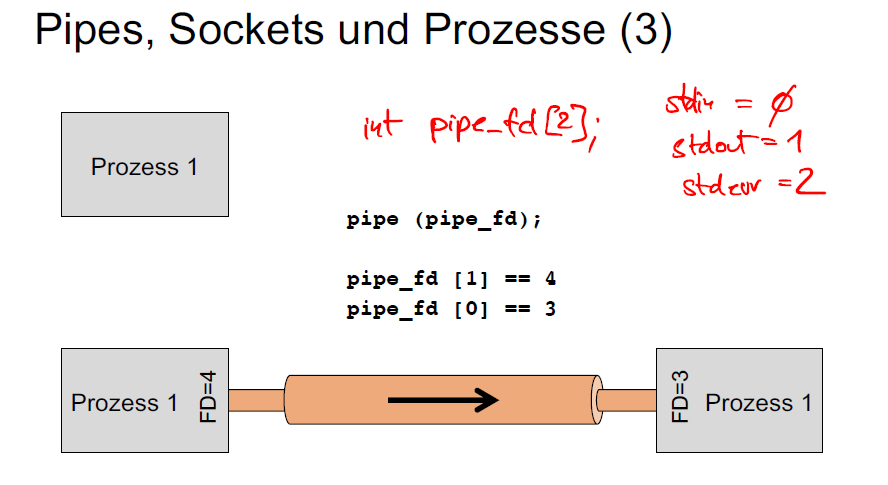 Pipes, Sockets und Prozesse (3)
int pipe_fd[2];
stdin = 0
stdout = 1
stderr = 2
Prozess 1
pipe (pipe_fd);
pipe_fd [1] == 4
pipe_fd [0] == 3
Prozess 1
FD=4
FD=3
Prozess 1